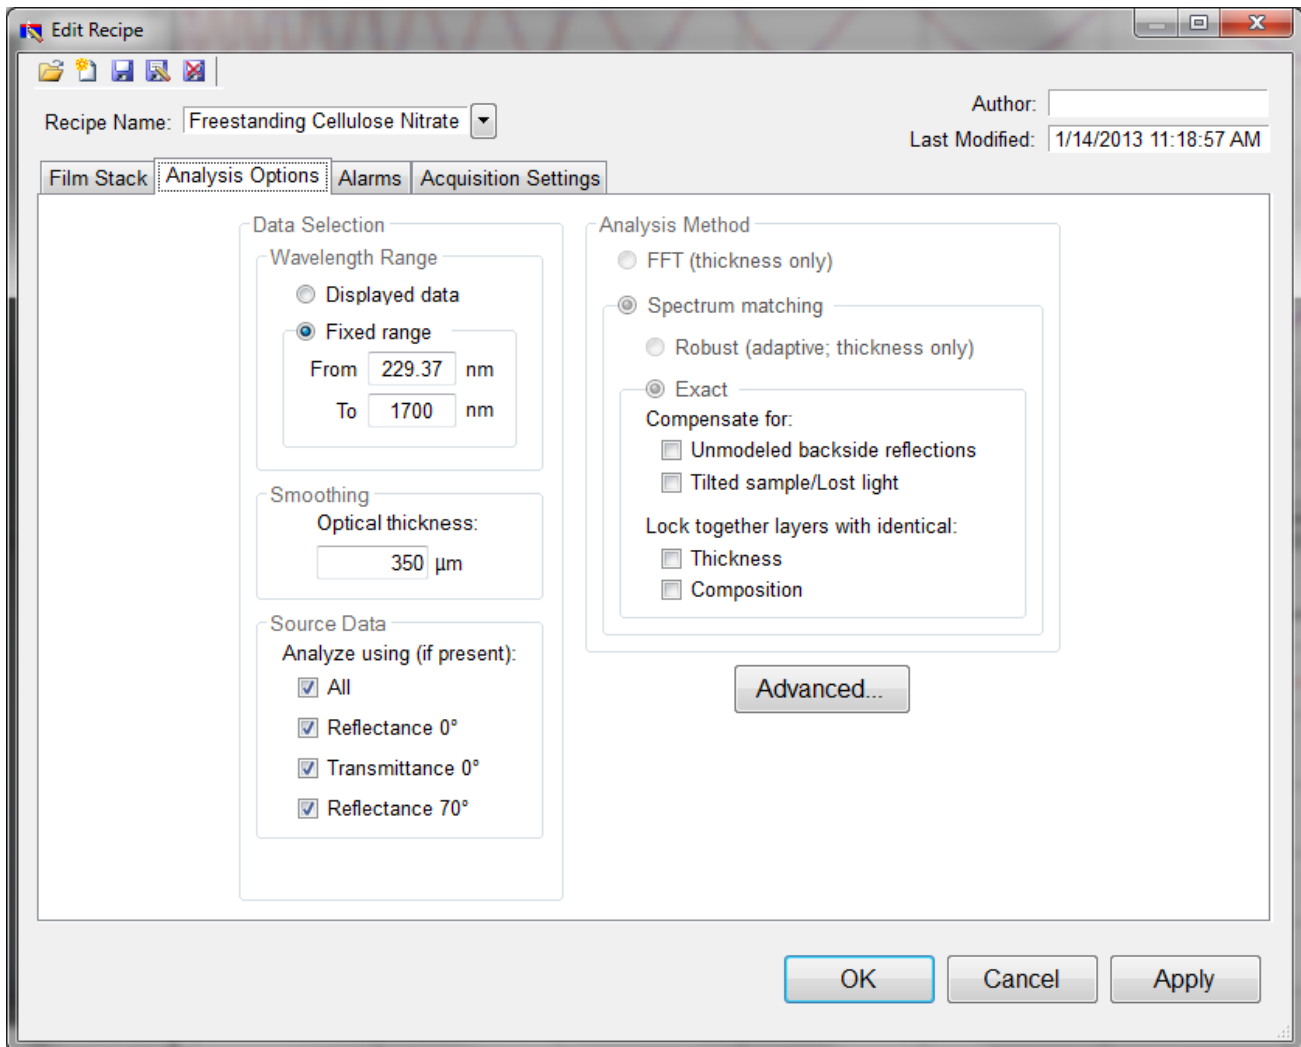 Edit Recipe
Recipe Name: Freestanding Cellulose Nitrate
Author:
Last Modified: 1/14/2013 11:18:57 AM
Film Stack Analysis Options Alarms Acquisition Settings
Data Selection
Wavelength Range
Displayed data
Fixed range
From 229.37 nm
To 1700 nm
Smoothing
Optical thickness:
350 µm
Source Data
Analyze using (if present):
All
Reflectance 0°
Transmittance 0°
Reflectance 70°
Analysis Method
FFT (thickness only)
Spectrum matching
Robust (adaptive; thickness only)
Exact
Compensate for:
Unmodeled backside reflections
Tilted sample/Lost light
Lock together layers with identical:
Thickness
Composition
Advanced...
OK Cancel Apply